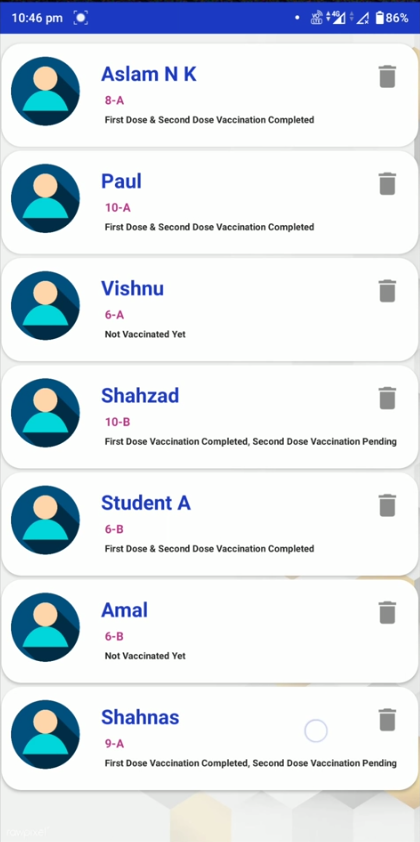 10:46 pm 4G 86%
Aslam N K
8-A
First Dose & Second Dose Vaccination Completed
Paul
10-A
First Dose & Second Dose Vaccination Completed
Vishnu
6-A
Not Vaccinated Yet
Shahzad
10-B
First Dose Vaccination Completed, Second Dose Vaccination Pending
Student A
6-B
First Dose & Second Dose Vaccination Completed
Amal
6-B
Not Vaccinated Yet
Shahnas
9-A
First Dose Vaccination Completed, Second Dose Vaccination Pending